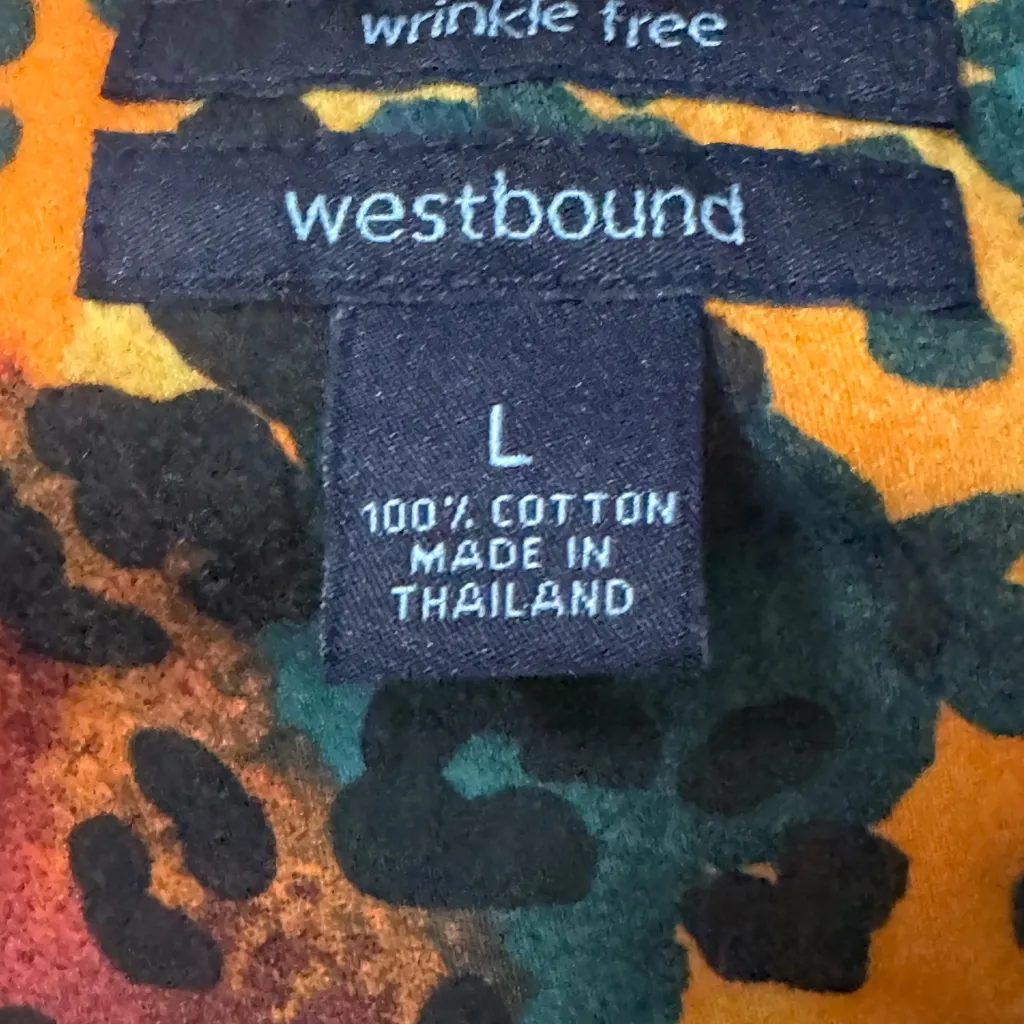 wrinkle free
westbound
L
100% COTTON
MADE IN
THAILAND